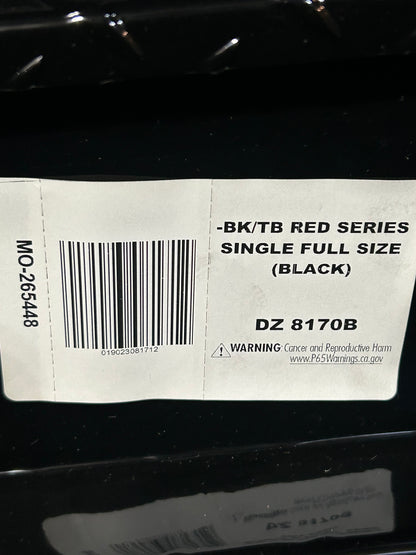 MO-265448
019023081712
-BK/TB RED SERIES
SINGLE FULL SIZE
(BLACK)
DZ 8170B
WARNING: Cancer and Reproductive Harm
www.P65Warnings.ca.gov